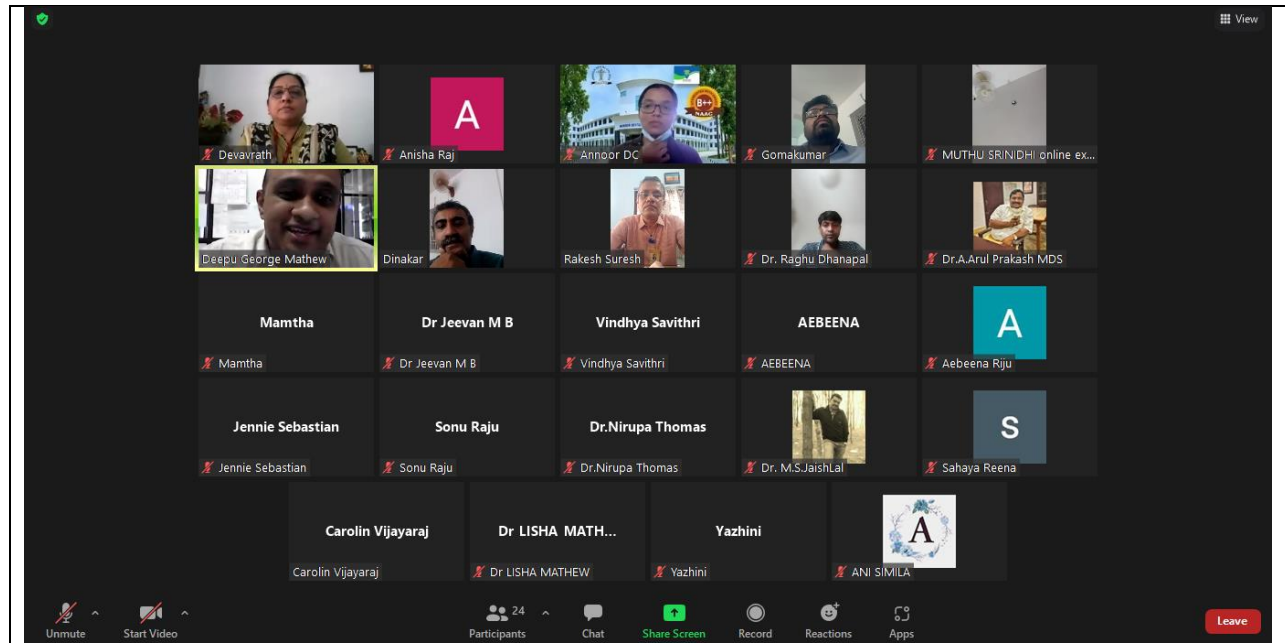 View
Devavrath
A
Anisha Raj
B++
NAAC
Annoor DC
Gomakumar
MUTHU SRINIDHI online ex...
Deepu George Mathew
Dinakar
Rakesh Suresh
Dr. Raghu Dhanapal
Dr.A.Arul Prakash MDS
Mamtha
Mamtha
Dr Jeevan M B
Dr Jeevan M B
Vindhya Savithri
Vindhya Savithri
AEBEENA
AEBEENA
A
Aebeena Riju
Jennie Sebastian
Jennie Sebastian
Sonu Raju
Sonu Raju
Dr.Nirupa Thomas
Dr.Nirupa Thomas
Dr. M.S.JaishLal
S
Sahaya Reena
Carolin Vijayaraj
Carolin Vijayaraj
Dr LISHA MATH...
Dr LISHA MATHEW
Yazhini
Yazhini
A
ANI SIMILA
Unmute
Start Video
24
Participants
Chat
Share Screen
Record
Reactions
Apps
Leave